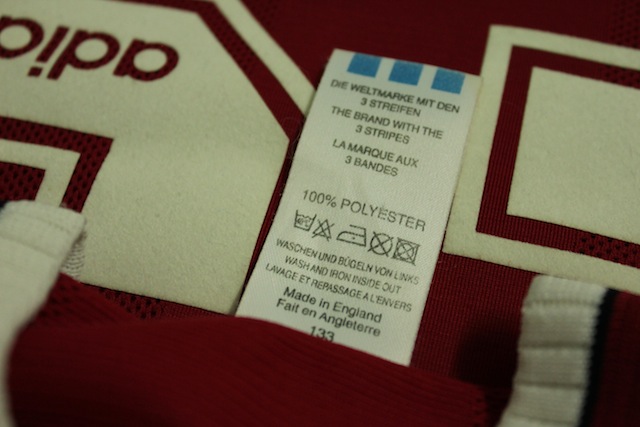 adidas
DIE WELTMARKE MIT DEN
3 STREIFEN
THE BRAND WITH THE
3 STRIPES
LA MARQUE AUX
3 BANDES
100% POLYESTER
WASCHEN UND BÜGELN VON LINKS
WASH AND IRON INSIDE OUT
LAVAGE ET REPASSAGE A L'ENVERS
Made in England
Fait en Angleterre
133